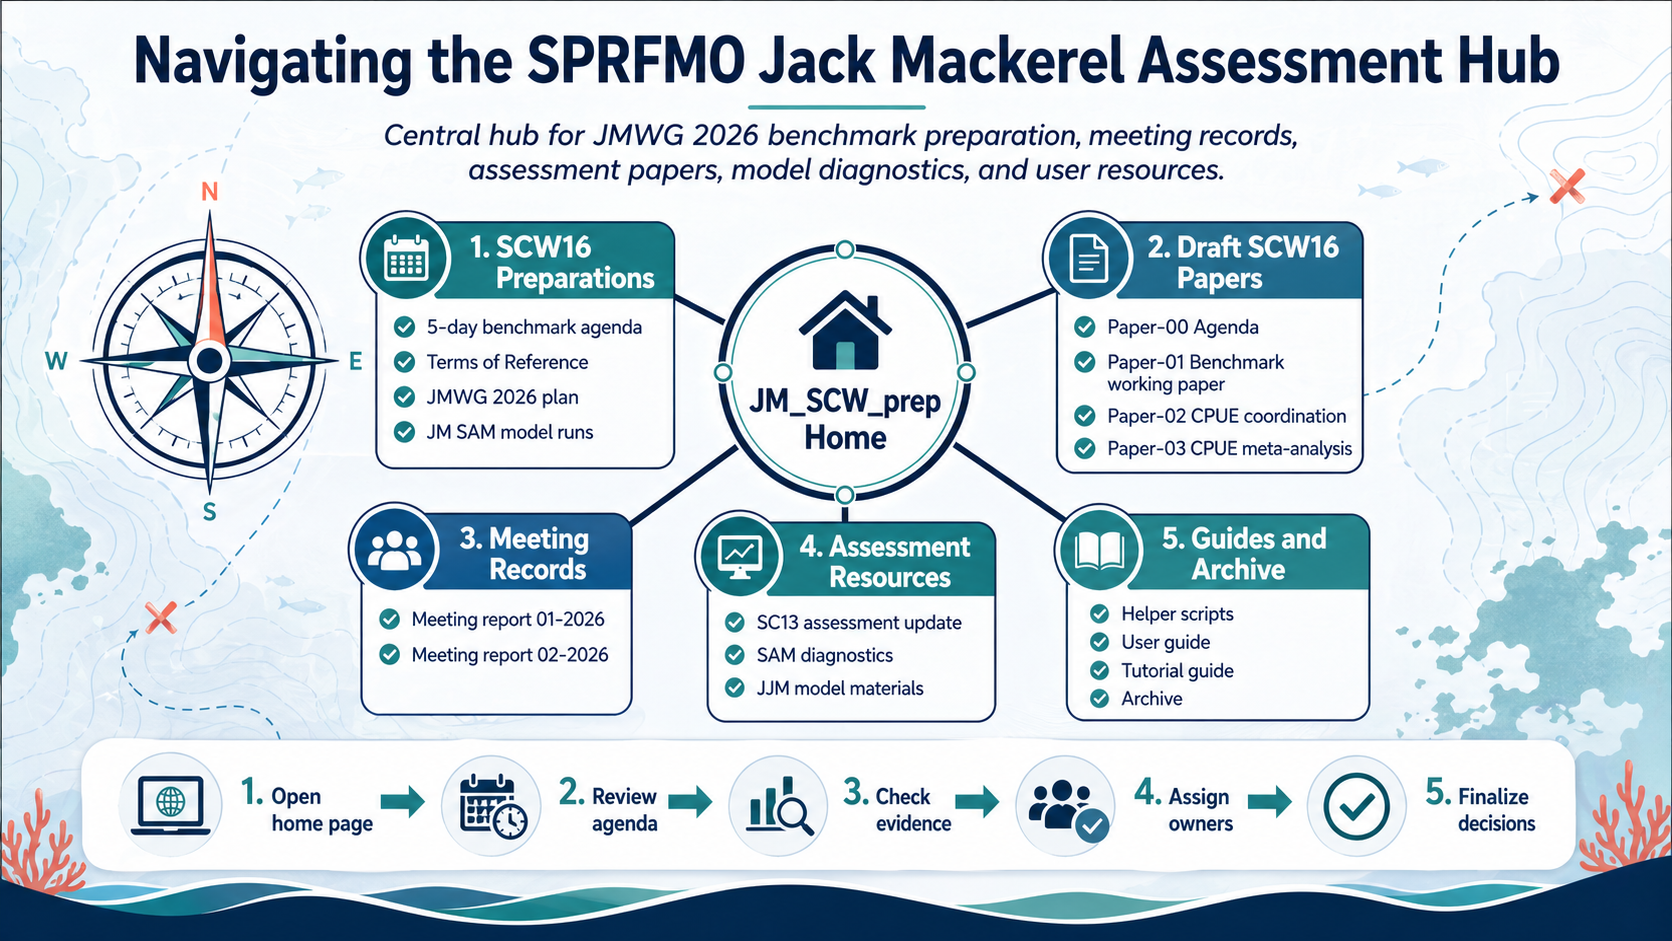 Navigating the SPRFMO Jack Mackerel Assessment Hub
Central hub for JMWG 2026 benchmark preparation, meeting records,
assessment papers, model diagnostics, and user resources.
N
W
E
S
1. SCW16
Preparations
5-day benchmark agenda
Terms of Reference
JMWG 2026 plan
JM SAM model runs
JM_SCW_prep
Home
2. Draft SCW16
Papers
Paper-00 Agenda
Paper-01 Benchmark
working paper
Paper-02 CPUE coordination
Paper-03 CPUE meta-analysis
3. Meeting
Records
Meeting report 01-2026
Meeting report 02-2026
4. Assessment
Resources
SC13 assessment update
SAM diagnostics
JJM model materials
5. Guides and
Archive
Helper scripts
User guide
Tutorial guide
Archive
1. Open
home page
2. Review
agenda
3. Check
evidence
4. Assign
owners
5. Finalize
decisions